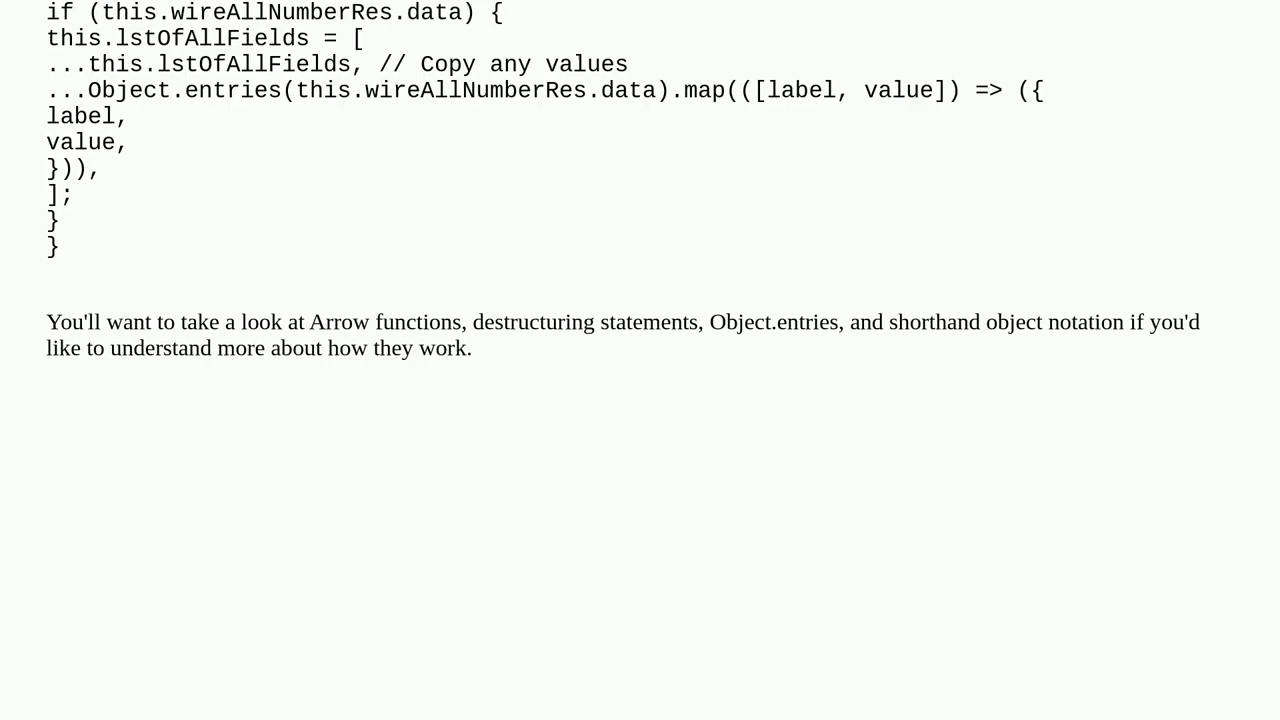 if (this.wireAllNumberRes.data) {
this.lstOfAllFields = [
...this.lstOfAllFields, // Copy any values
...Object.entries(this.wireAllNumberRes.data).map(([label, value]) => ({
label,
value,
})),
];
}
}
You'll want to take a look at Arrow functions, destructuring statements, Object.entries, and shorthand object notation if you'd
like to understand more about how they work.